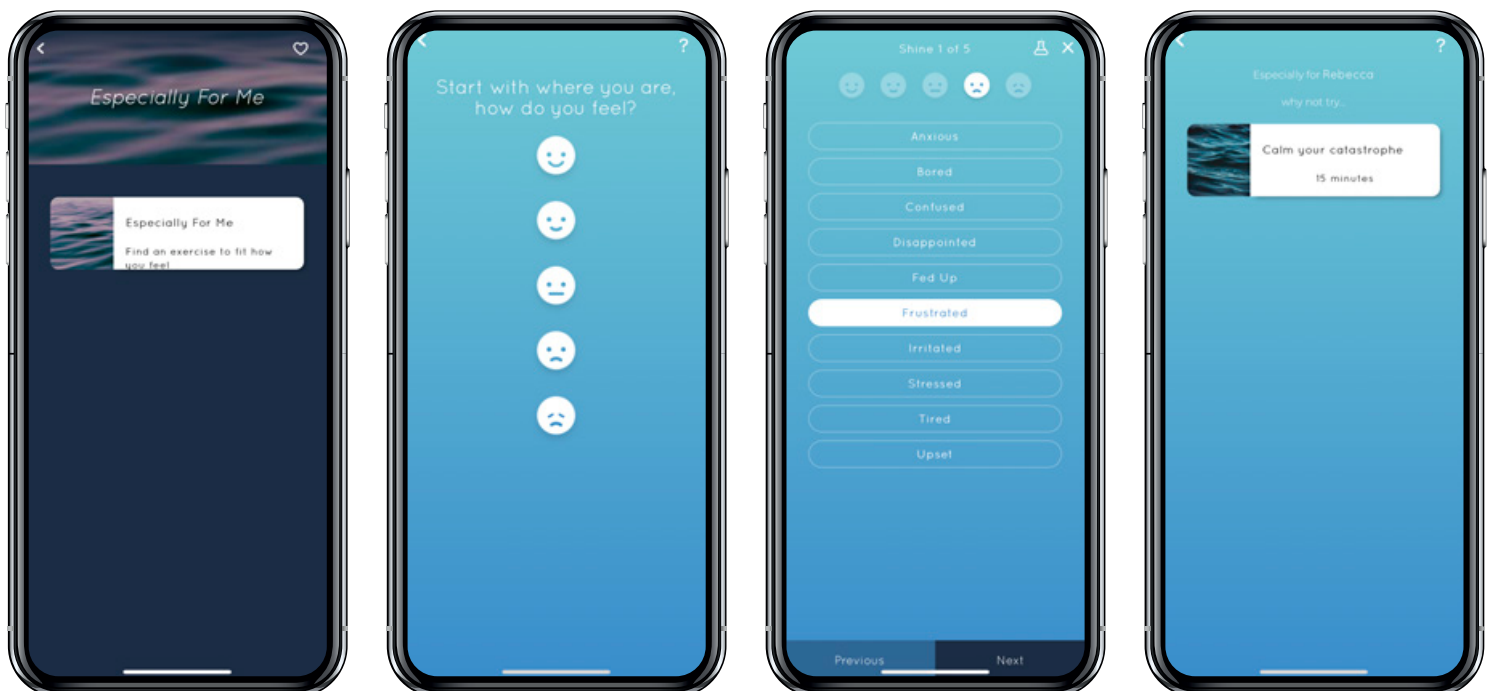 Especially For Me
Especially For Me
Find an exercise to fit how
you feel
?
Start with where you are,
how do you feel?
Shine 1 of 5
Anxious
Bored
Confused
Disappointed
Fed Up
Frustrated
Irritated
Stressed
Tired
Upset
Previous Next
?
Especially for Rebecca
why not try...
Calm your catastrophe
15 minutes